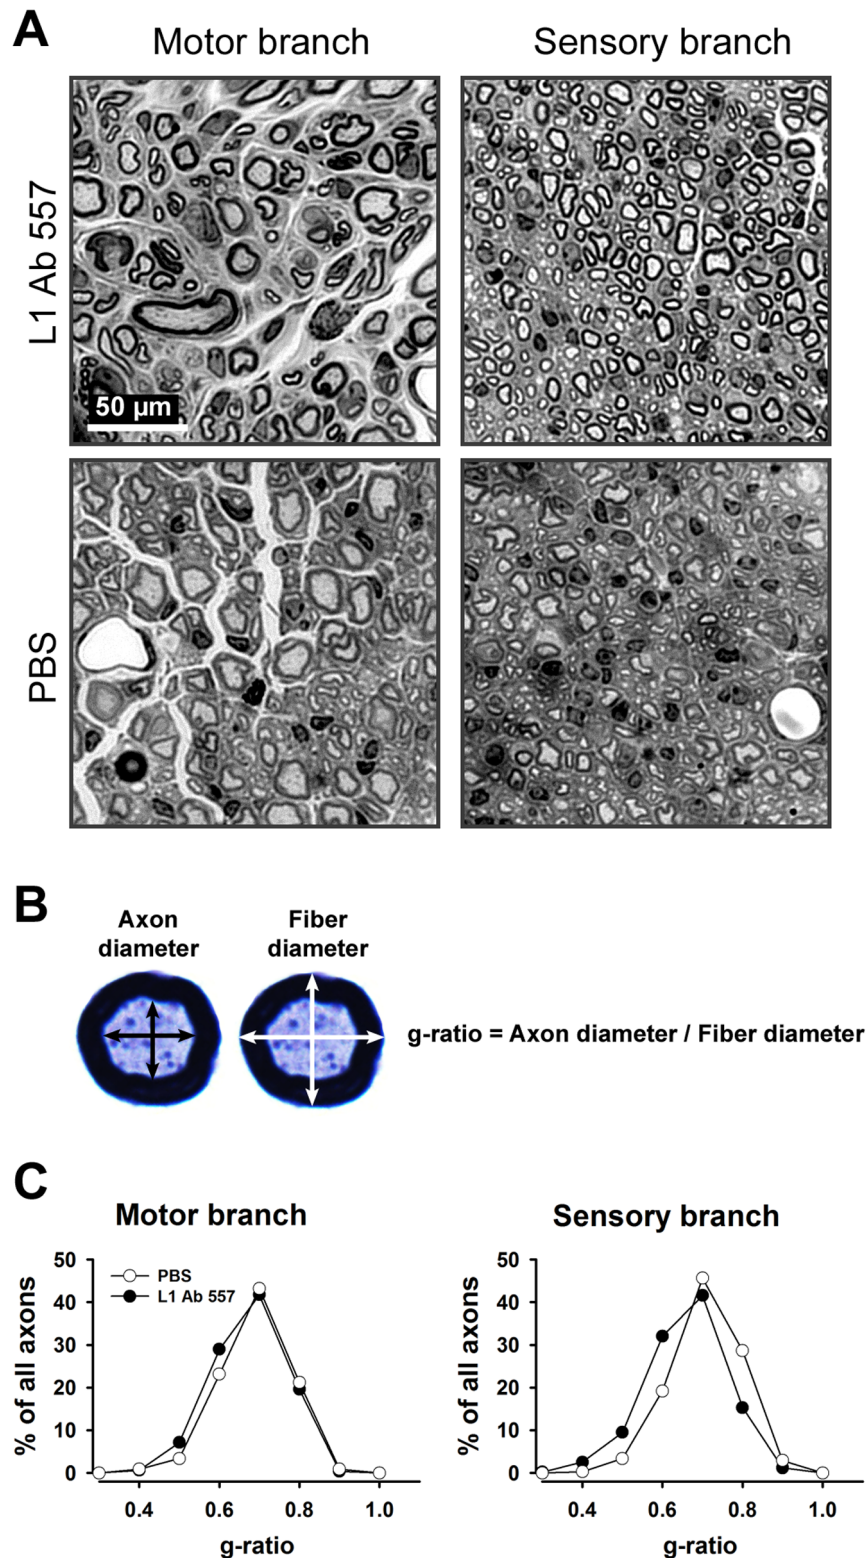 A
Motor branch
Sensory branch
L1 Ab 557
50 µm
PBS
B
Axon
diameter
Fiber
diameter
g-ratio = Axon diameter / Fiber diameter
C
Motor branch
Sensory branch
% of all axons
50
40
30
20
10
0
PBS
L1 Ab 557
0.4
0.6
0.8
1.0
g-ratio
% of all axons
50
40
30
20
10
0
0.4
0.6
0.8
1.0
g-ratio